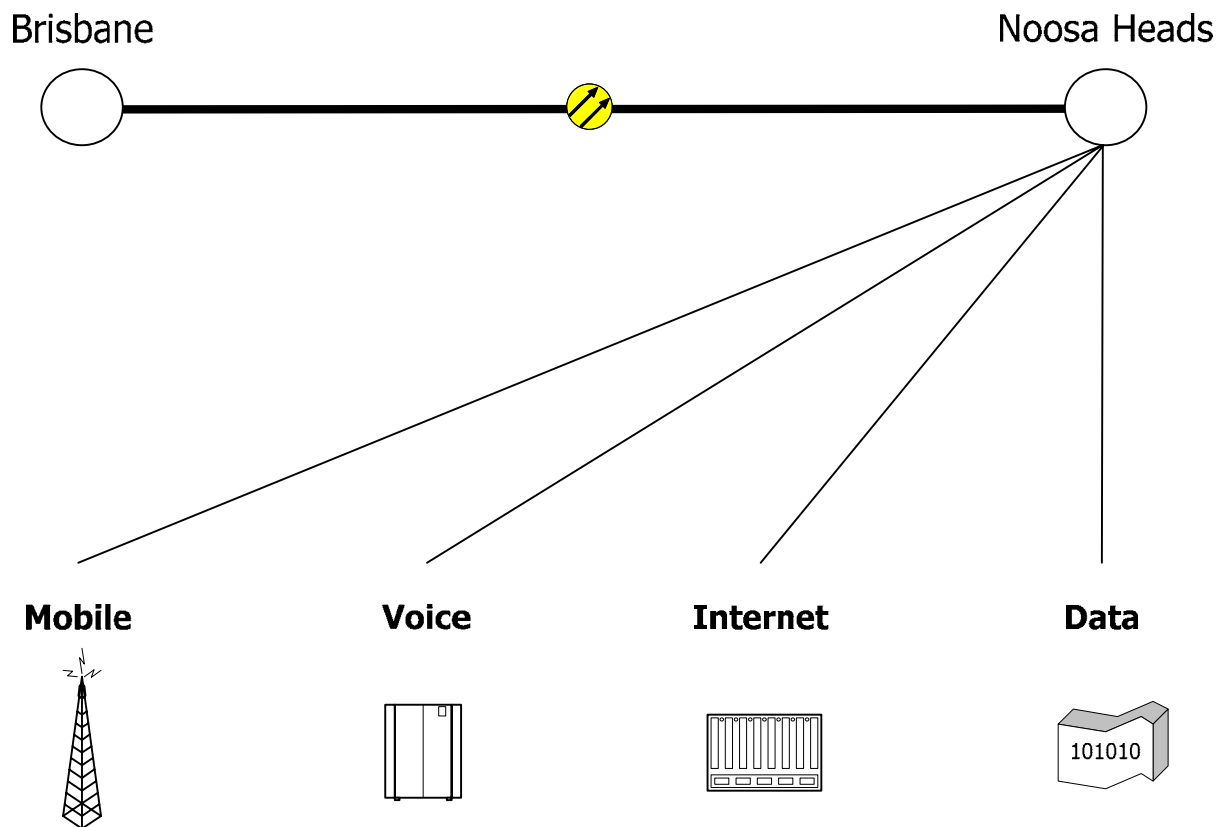 Brisbane
Noosa Heads
Mobile
Voice
Internet
Data
101010